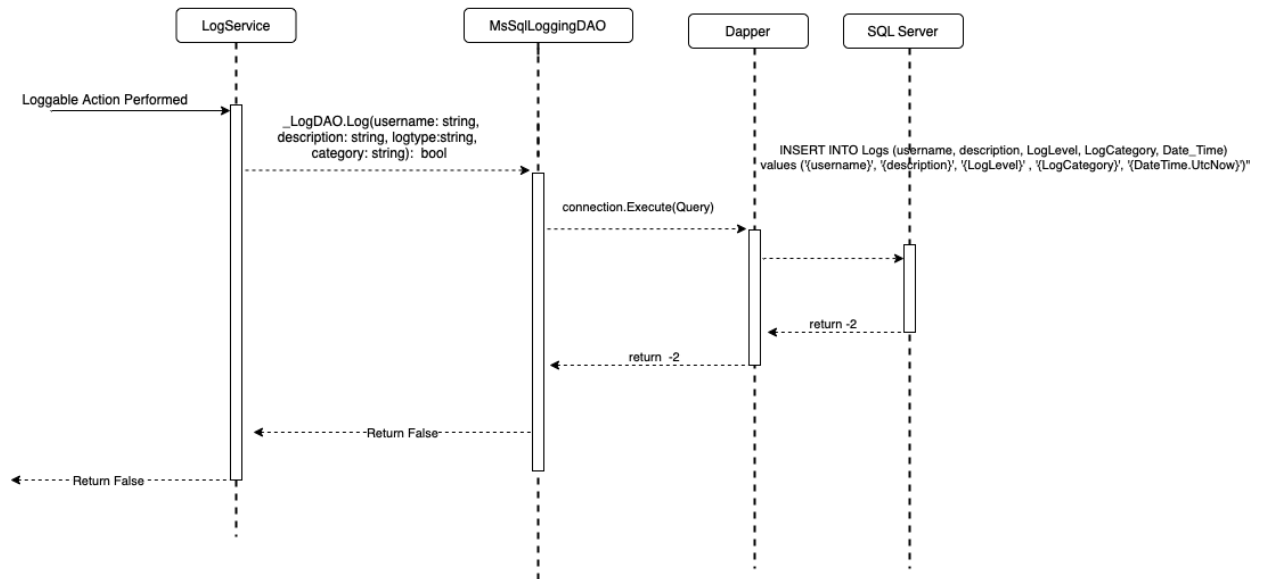 LogService
MsSqlLoggingDAO
Dapper
SQL Server
Loggable Action Performed
_LogDAO.Log(username: string,
description: string, logtype:string,
category: string):  bool
INSERT INTO Logs (username, description, LogLevel, LogCategory, Date_Time)
values ('{username}', '{description}', '{LogLevel}' , '{LogCategory}', '{DateTime.UtcNow}')"
connection.Execute(Query)
return -2
return  -2
Return False
Return False